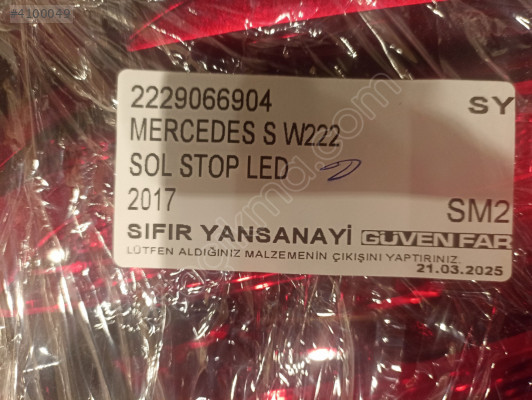 #4100049
2229066904 SY
MERCEDES S W222
SOL STOP LED
2017 SM2
SIFIR YANSANAYİ GÜVEN FAR
LÜTFEN ALDIĞINIZ MALZEMENİN ÇIKIŞINI YAPTIRINIZ.
21.03.2025